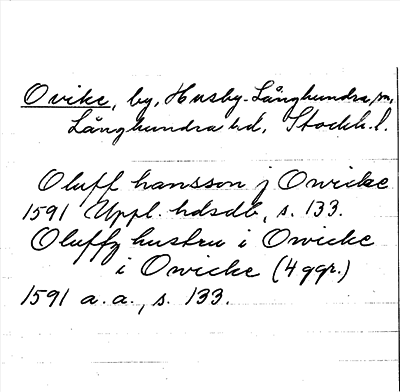 Ovike, by, Husby-Långhundra sn,
Långhundra hd, Stockh. l.
Oluff hansson j Owicke
1591 Uppl. hdsdb, s. 133.
Oluffz hustru i Owicke
i Owicke (4 ggr.)
1591 a. a., s. 133.